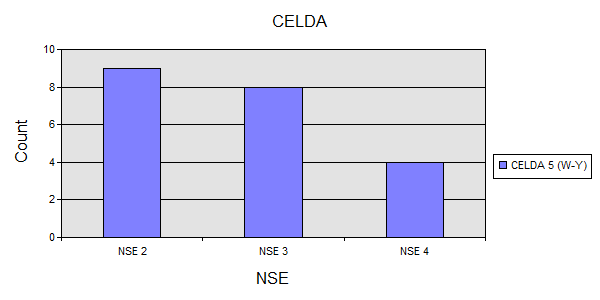 CELDA
10
8
6
4
2
0
Count
NSE 2
NSE 3
NSE 4
NSE
CELDA 5 (W-Y)